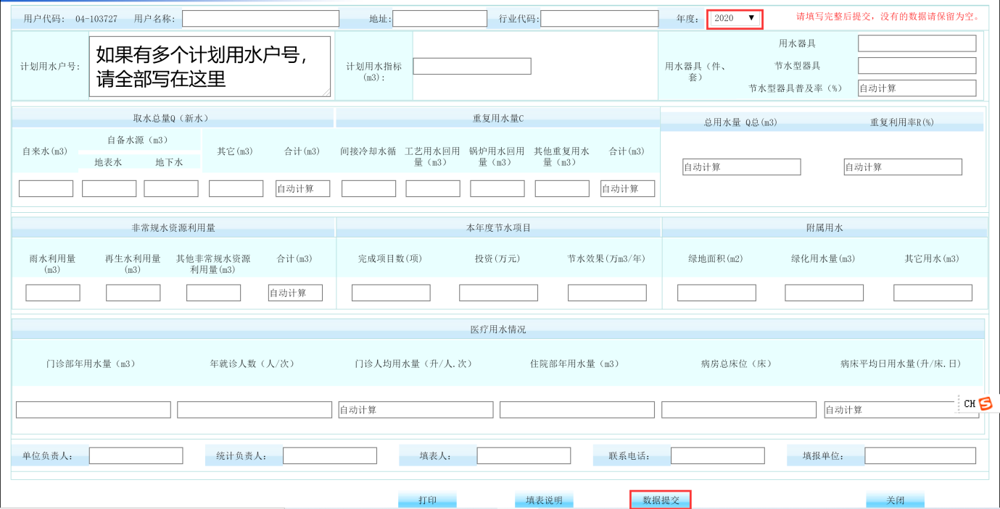 用户代码: 04-103727 用户名称: 地址: 行业代码: 年度: 2020 ▼ 请填写完整后提交, 没有的数据请保留为空。
计划用水户号:
如果有多个计划用水户号,
请全部写在这里
计划用水指标
(m3):
用水器具(件、
套)
用水器具
节水型器具
节水型器具普及率(%) 自动计算
取水总量Q(新水) 重复用水量C 总用水量 Q总(m3) 重复利用率R(%)
自来水(m3) 自备水源(m3) 其它(m3) 合计(m3) 间接冷却水循 工艺用水回用 锅炉用水回用 其他重复用水 合计(m3)
地表水 地下水 量(m3) 量(m3) 量(m3)
自动计算 自动计算 自动计算 自动计算
非常规水资源利用量 本年度节水项目 附属用水
雨水利用量 再生水利用量 其他非常规水资源 合计(m3) 完成项目数(项) 投资(万元) 节水效果(万m3/年) 绿地面积(m2) 绿化用水量(m3) 其它用水(m3)
(m3) (m3) 利用量(m3)
自动计算
医疗用水情况
门诊部年用水量(m3) 年就诊人数(人/次) 门诊人均用水量(升/人.次) 住院部年用水量(m3) 病房总床位(床) 病床平均日用水量(升/床.日)
自动计算 自动计算
CH S
单位负责人: 统计负责人: 填表人: 联系电话: 填报单位:
打印 填表说明 数据提交 关闭